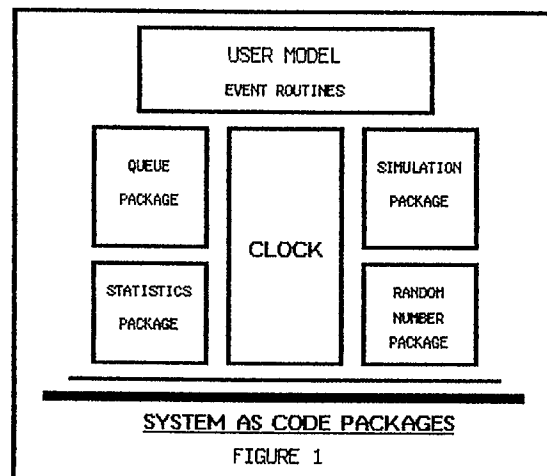 USER MODEL
EVENT ROUTINES
QUEUE
PACKAGE
CLOCK
SIMULATION
PACKAGE
STATISTICS
PACKAGE
RANDOM
NUMBER
PACKAGE
SYSTEM AS CODE PACKAGES
FIGURE 1